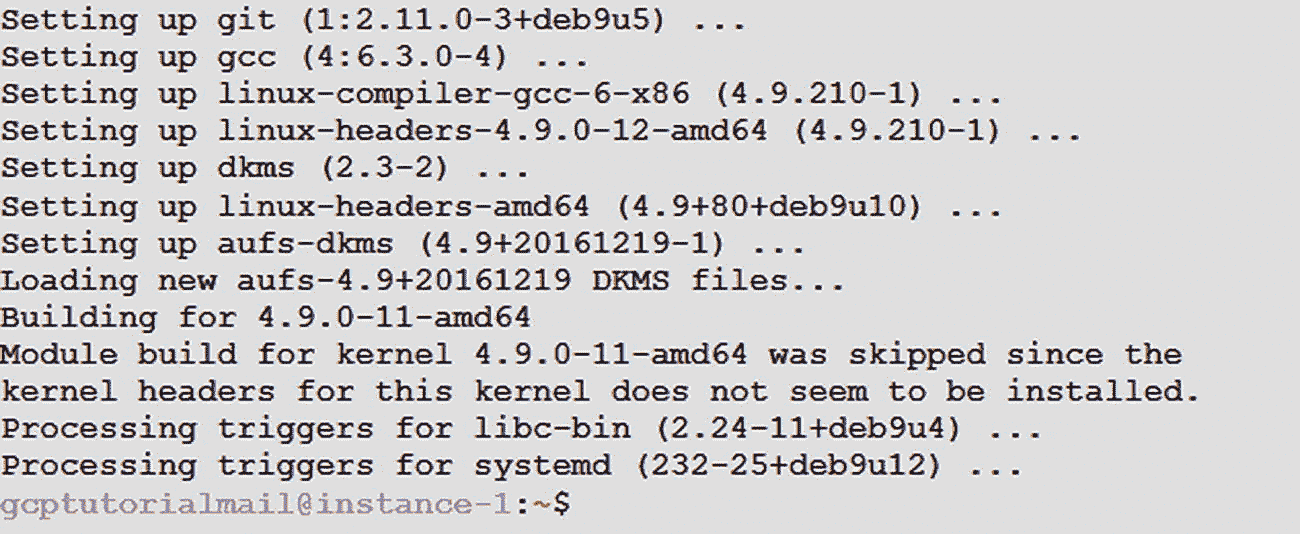 Setting up git (1:2.11.0-3+deb9u5) ...
Setting up gcc (4:6.3.0-4) ...
Setting up linux-compiler-gcc-6-x86 (4.9.210-1) ...
Setting up linux-headers-4.9.0-12-amd64 (4.9.210-1) ...
Setting up dkms (2.3-2) ...
Setting up linux-headers-amd64 (4.9+80+deb9u10) ...
Setting up aufs-dkms (4.9+20161219-1) ...
Loading new aufs-4.9+20161219 DKMS files...
Building for 4.9.0-11-amd64
Module build for kernel 4.9.0-11-amd64 was skipped since the
kernel headers for this kernel does not seem to be installed.
Processing triggers for libc-bin (2.24-11+deb9u4) ...
Processing triggers for systemd (232-25+deb9u12) ...
gcptutorialmail@instance-1:~$